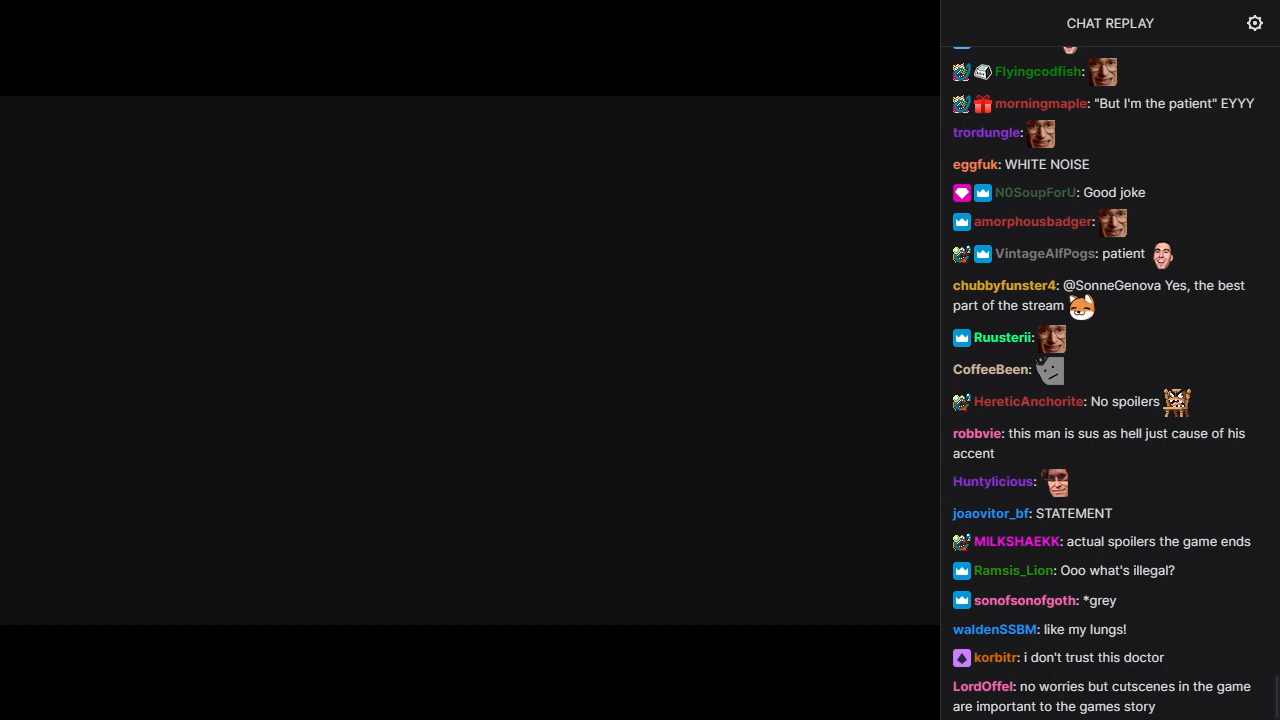 CHAT REPLAY
Flyingcodfish:
morningmaple: "But I'm the patient" EYYY
trordungle:
eggfuk: WHITE NOISE
N0SoupForU: Good joke
amorphousbadger:
VintageAlfPogs: patient
chubbyfunster4: @SonneGenova Yes, the best
part of the stream
Ruusterii:
CoffeeBeen:
HereticAnchorite: No spoilers
robbvie: this man is sus as hell just cause of his
accent
Huntylicious:
joaovitor_bf: STATEMENT
MILKSHAEKK: actual spoilers the game ends
Ramsis_Lion: Ooo what's illegal?
sonofsonofgoth: *grey
waldenSSBM: like my lungs!
korbitr: i don't trust this doctor
LordOffel: no worries but cutscenes in the game
are important to the games story